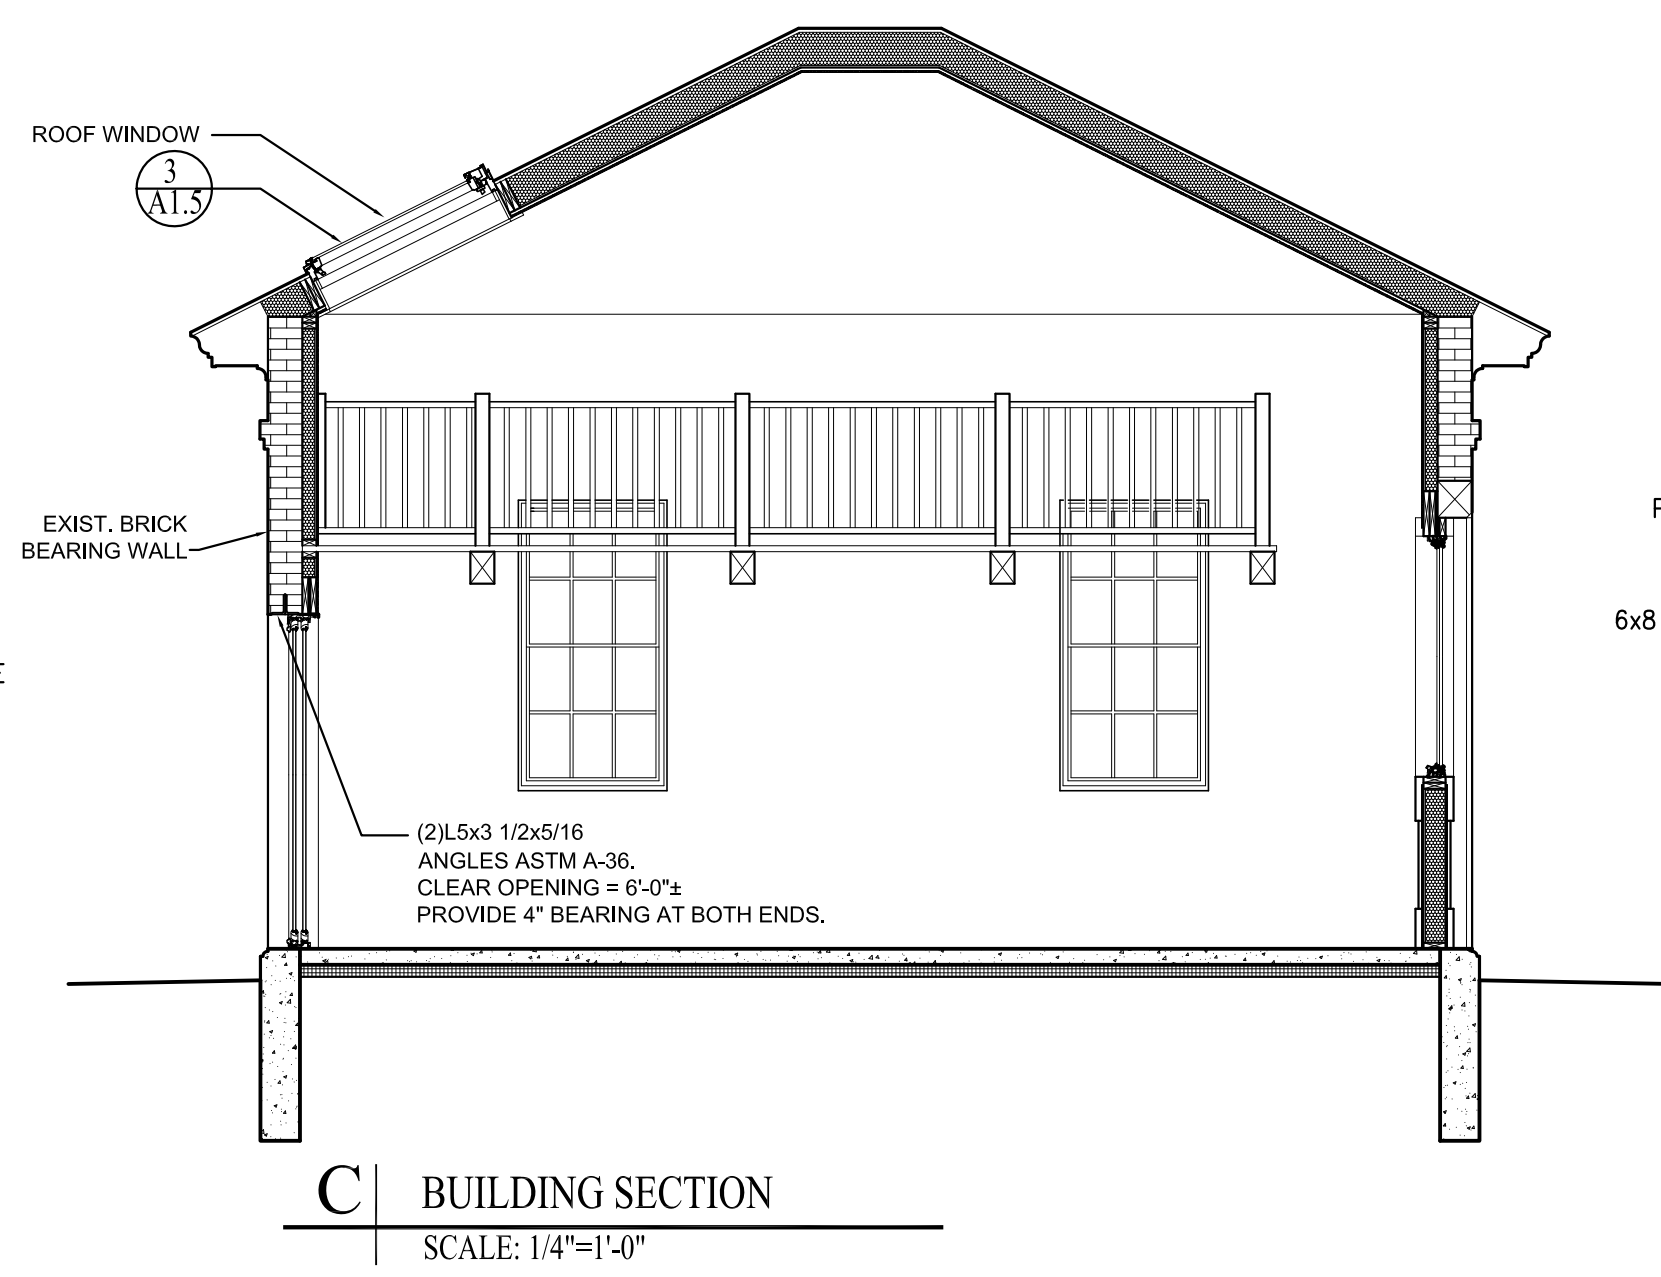 ROOF WINDOW
3
A1.5
EXIST. BRICK
BEARING WALL
6x8
(2)L5x3 1/2x5/16
ANGLES ASTM A-36.
CLEAR OPENING = 6'-0"±
PROVIDE 4" BEARING AT BOTH ENDS.
C
BUILDING SECTION
SCALE: 1/4"=1'-0"